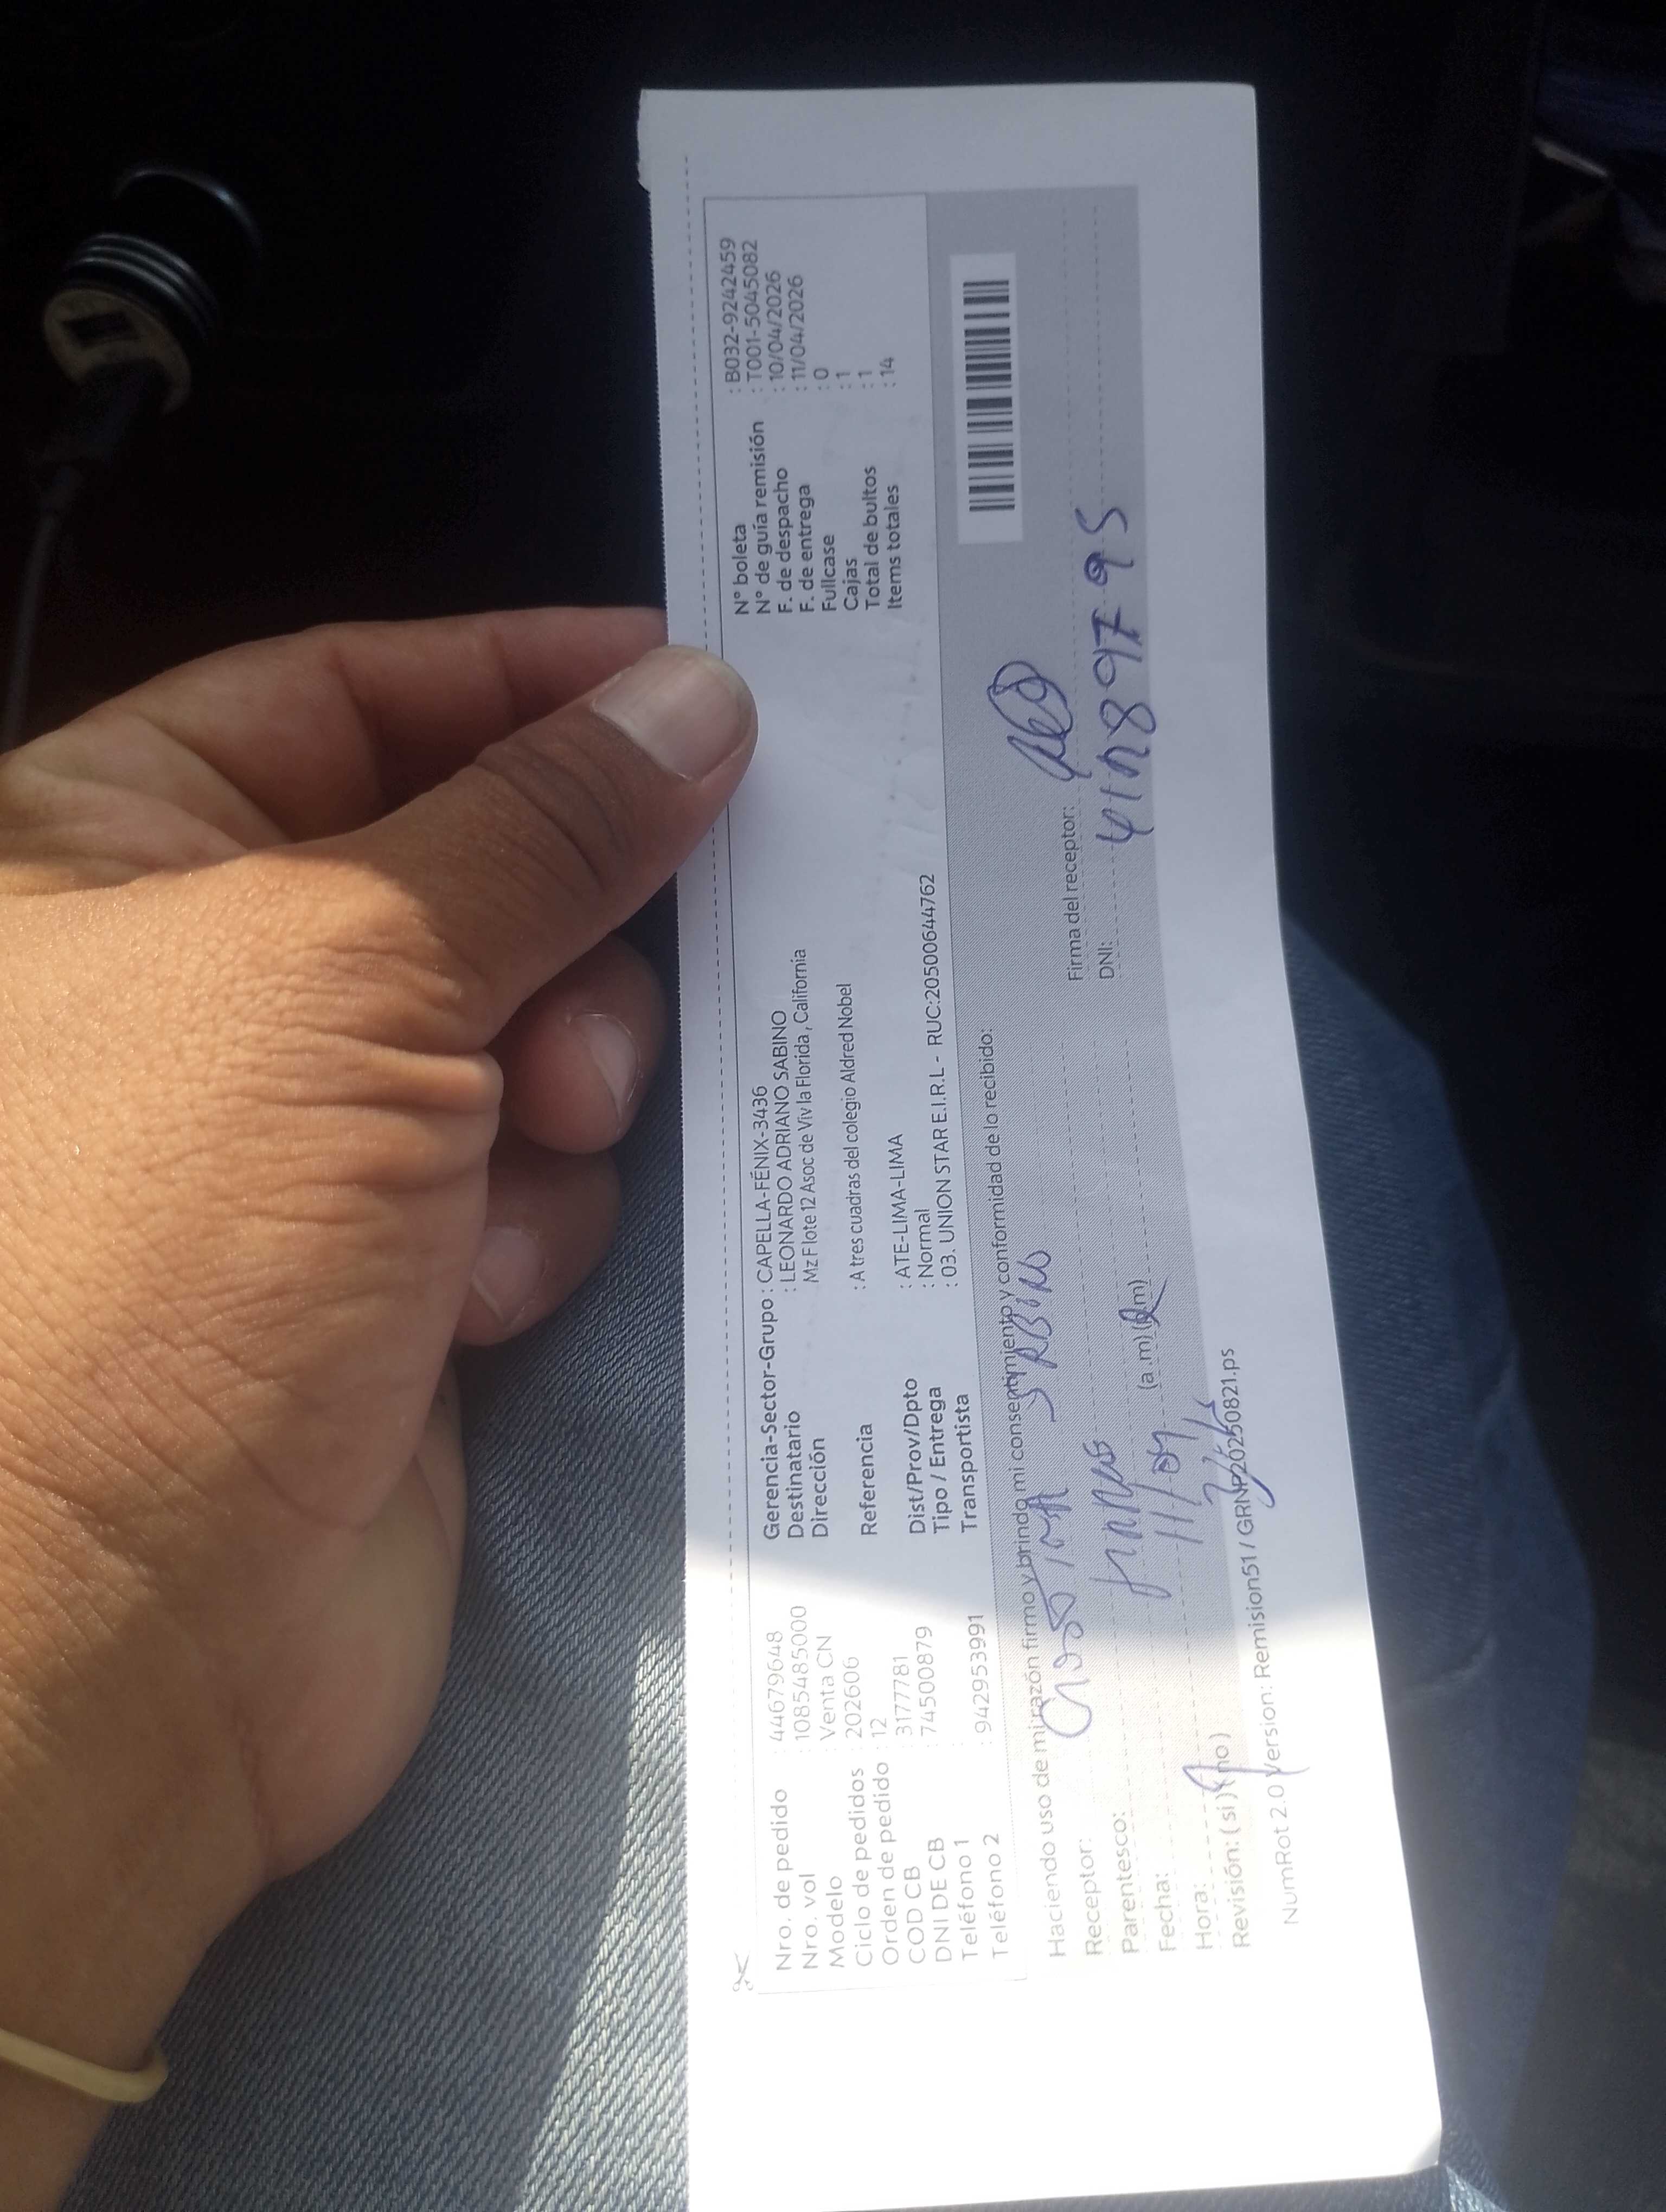 Nro. de pedido : 44679648
Nro. vol : 1085485000
Modelo : Venta CN
Ciclo de pedidos : 202606
Orden de pedido : 12
COD CB : 3177781
DNI DE CB : 74500879
Teléfono 1 :
Teléfono 2 : 942953991
Gerencia-Sector-Grupo : CAPELLA-FÉNIX-3436
Destinatario : LEONARDO ADRIANO SABINO
Dirección Mz F lote 12 Asoc de Viv la Florida , California
Referencia : A tres cuadras del colegio Aldred Nobel
Dist/Prov/Dpto : ATE-LIMA-LIMA
Tipo / Entrega : Normal
Transportista : 03. UNION STAR E.I.R.L - RUC:20500644762
N° boleta : B032-9242459
N° de guía remisión : T001-5045082
F. de despacho : 10/04/2026
F. de entrega : 11/04/2026
Fullcase : 0
Cajas : 1
Total de bultos : 1
Items totales : 14
Haciendo uso de mi razón firmo y brindo mi consentimiento y conformidad de lo recibido:
Receptor: SABINO
Parentesco:
Fecha: 11/04
Hora: (a.m) (p.m)
Revisión: ( si ) ( no )
Firma del receptor:
DNI:
NumRot 2.0 Version: Remision51 / GRNP20250821.ps